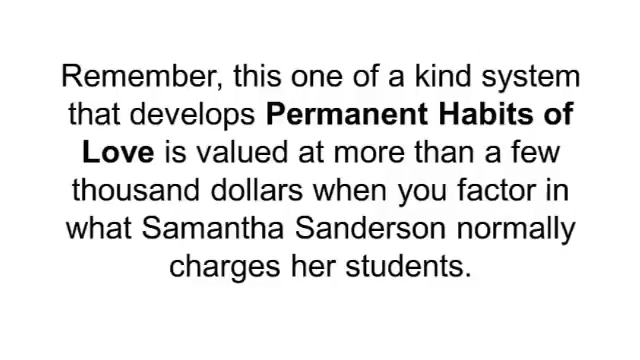 Remember, this one of a kind system
that develops Permanent Habits of
Love is valued at more than a few
thousand dollars when you factor in
what Samantha Sanderson normally
charges her students.